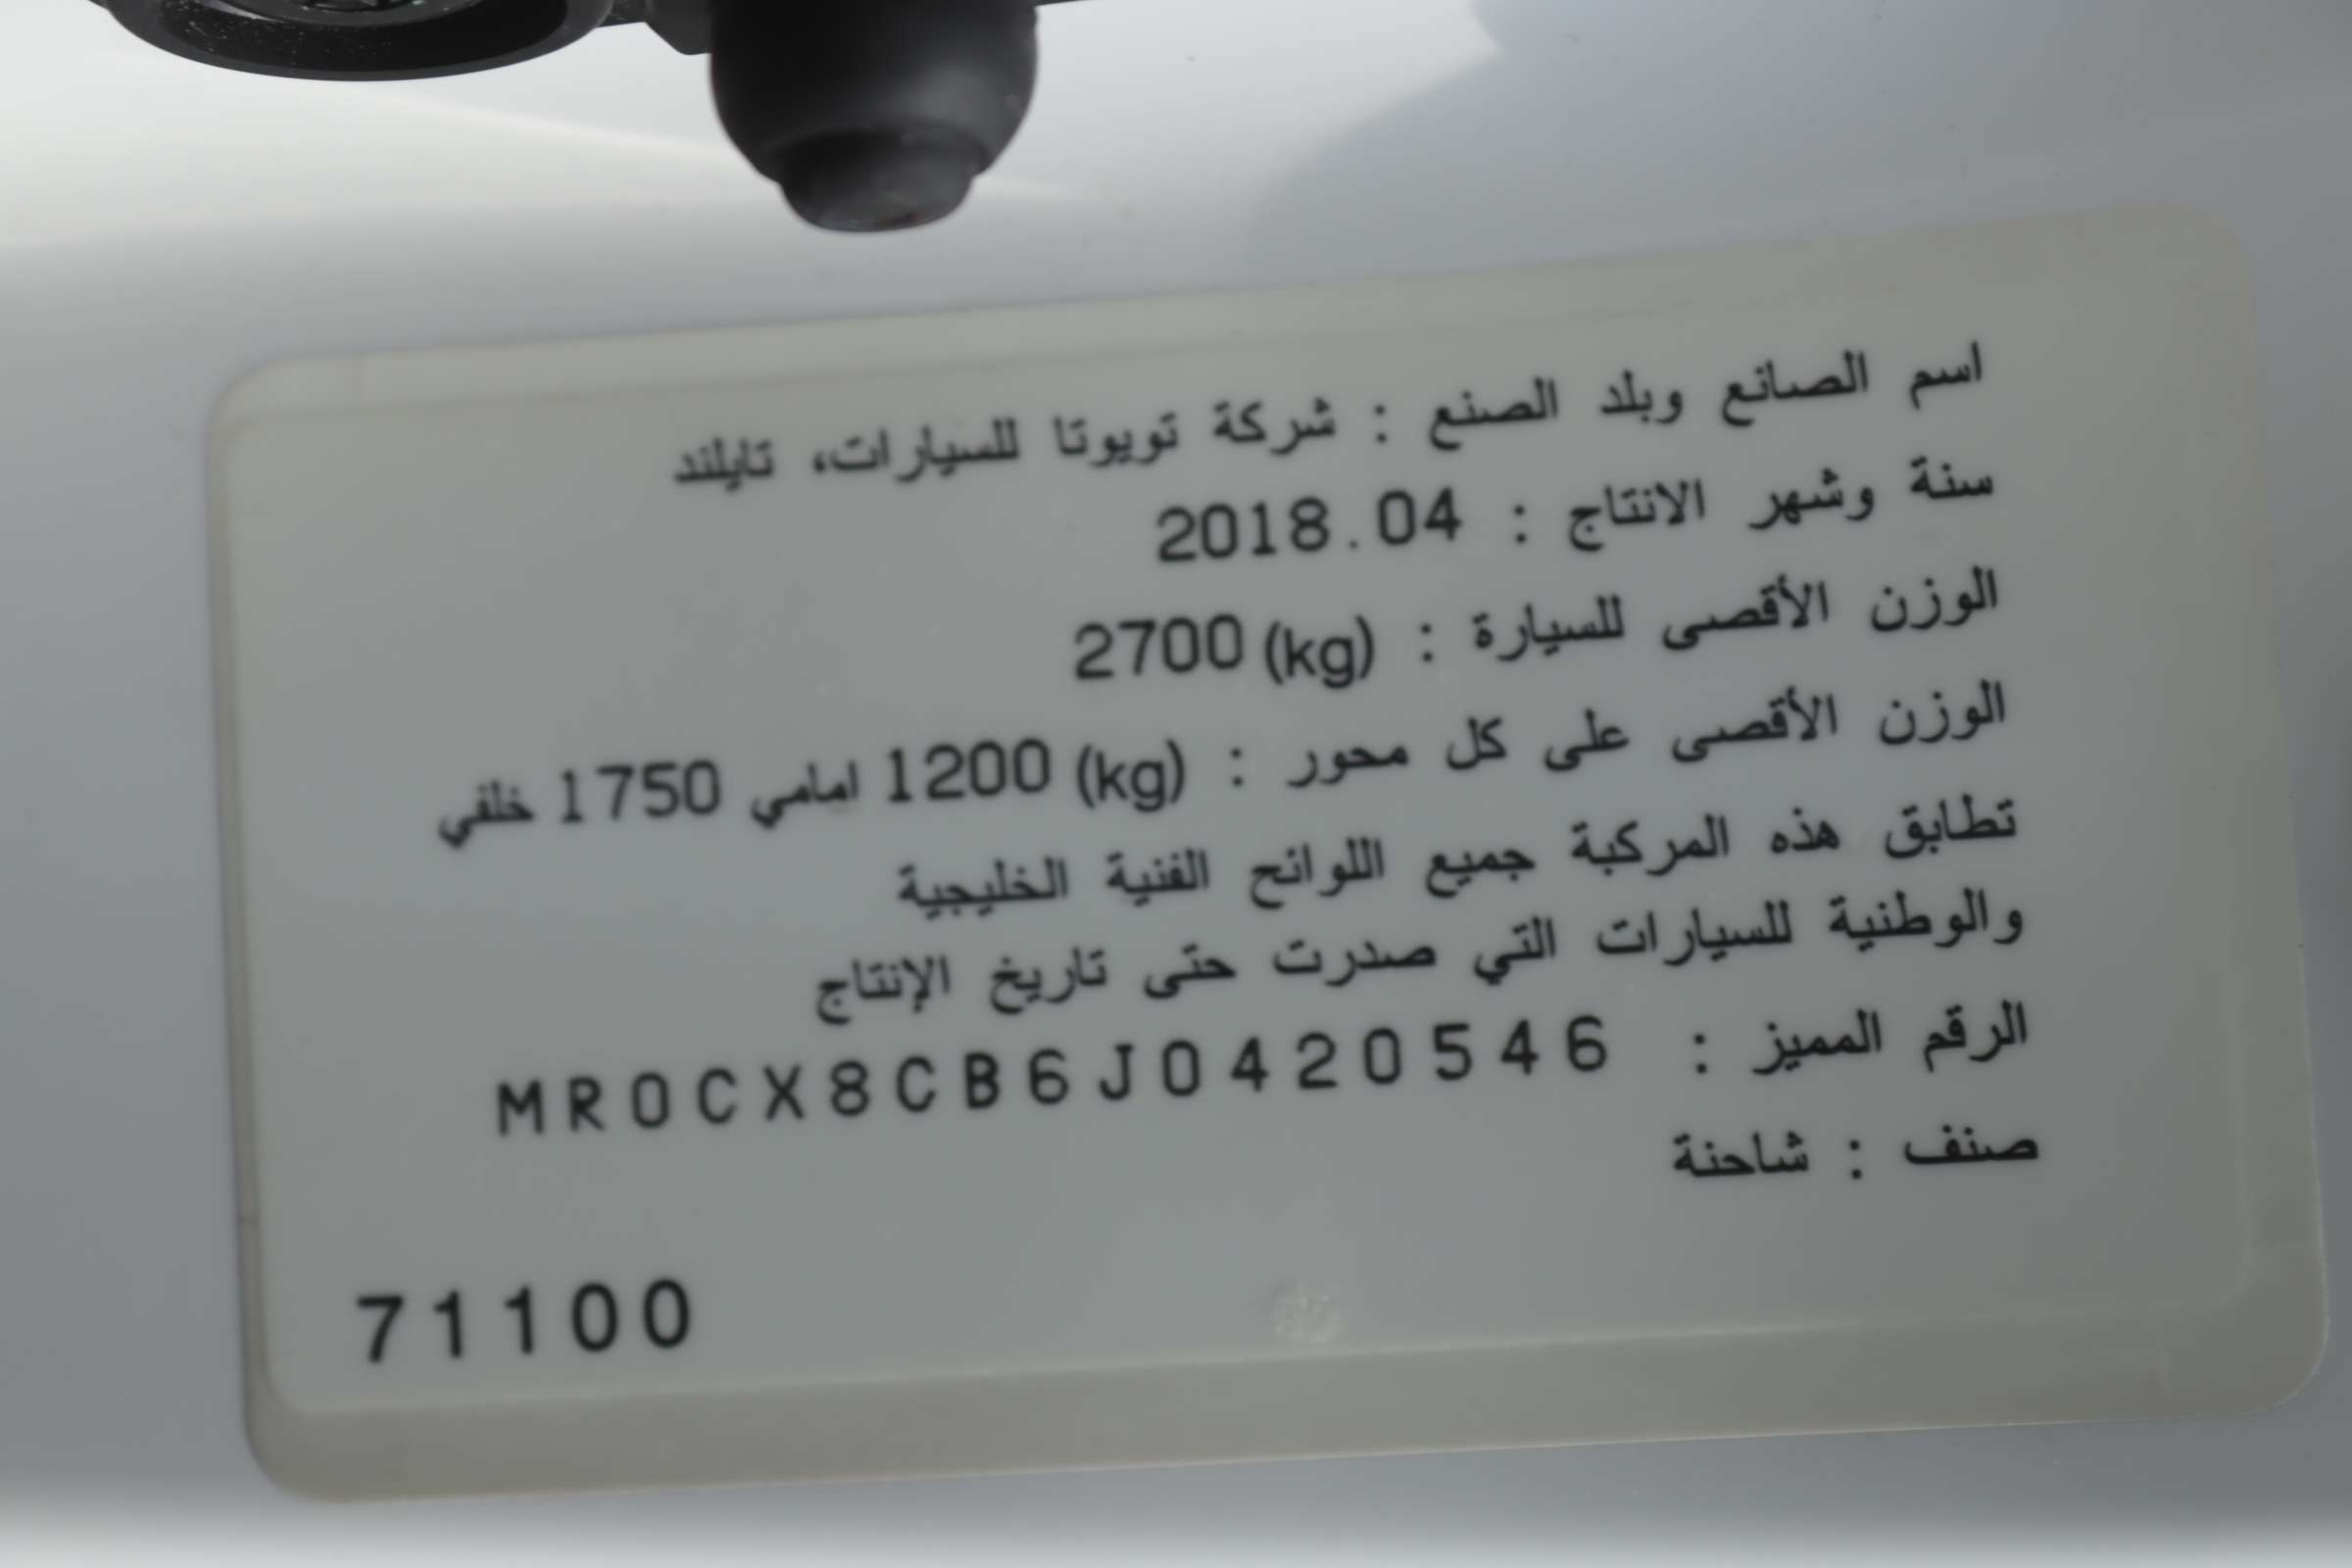 اسم الصانع وبلد الصنع : شركة تويوتا للسيارات، تايلند
سنة وشهر الانتاج : 2018.04
الوزن الأقصى للسيارة : (kg) 2700
الوزن الأقصى على كل محور : (kg) 1200 امامي 1750 خلفي
تطابق هذه المركبة جميع اللوائح الفنية الخليجية
والوطنية للسيارات التي صدرت حتى تاريخ الإنتاج
الرقم المميز : MR0CX8CB6J0420546
صنف : شاحنة
71100